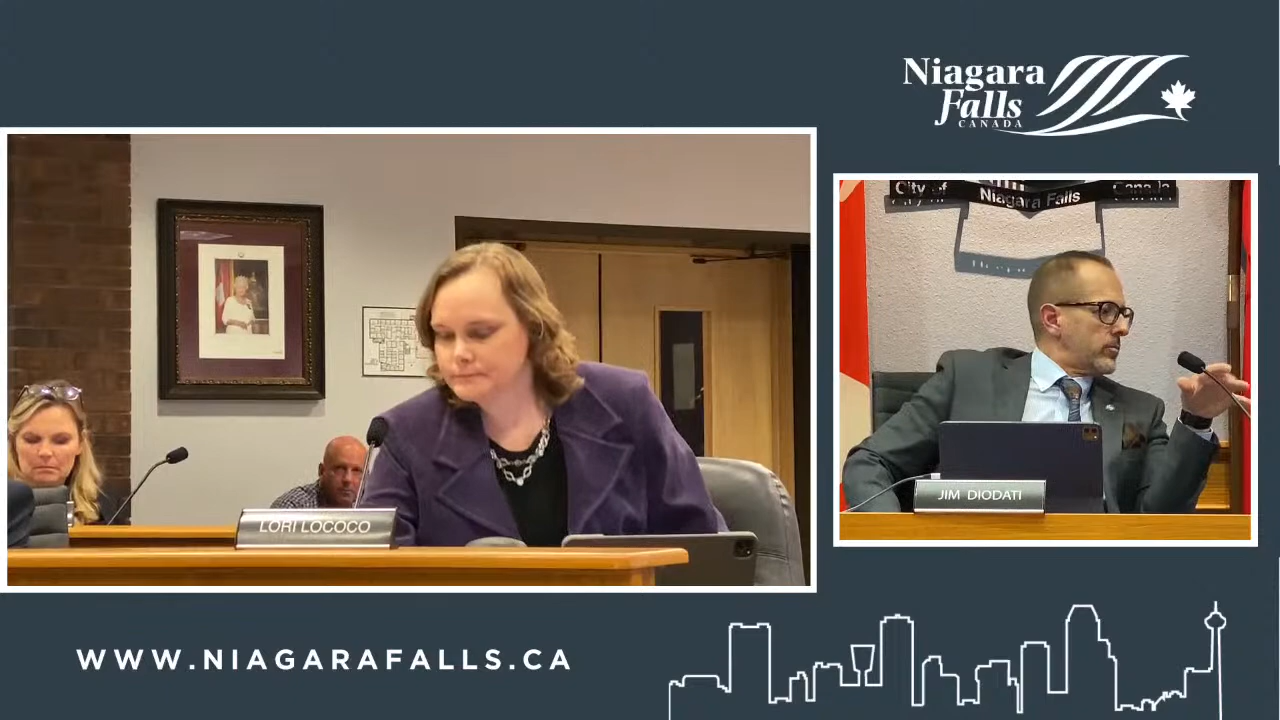 Niagara
Falls
CANADA
City of
Niagara Falls
Canada
LORI LOCOCO
JIM DIODATI
WWW.NIAGARAFALLS.CA